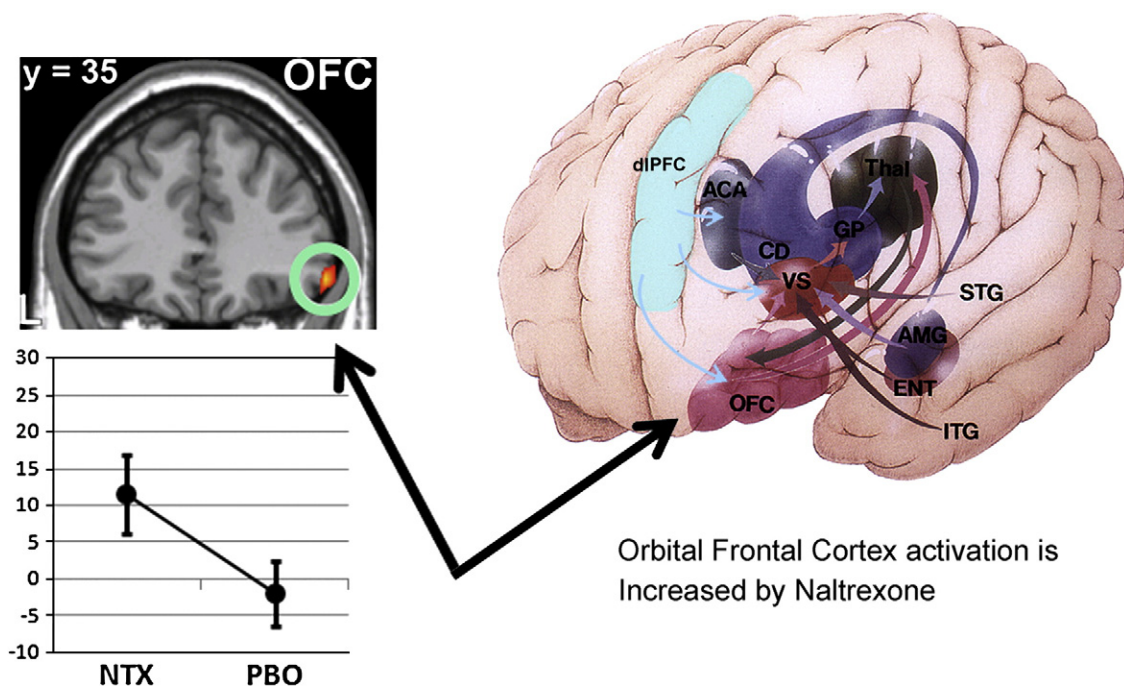 y = 35 OFC
L
30
25
20
15
10
5
0
-5
-10
NTX PBO
dlPFC
ACA
Thal
GP
CD
VS
STG
AMG
ENT
OFC
ITG
Orbital Frontal Cortex activation is
Increased by Naltrexone